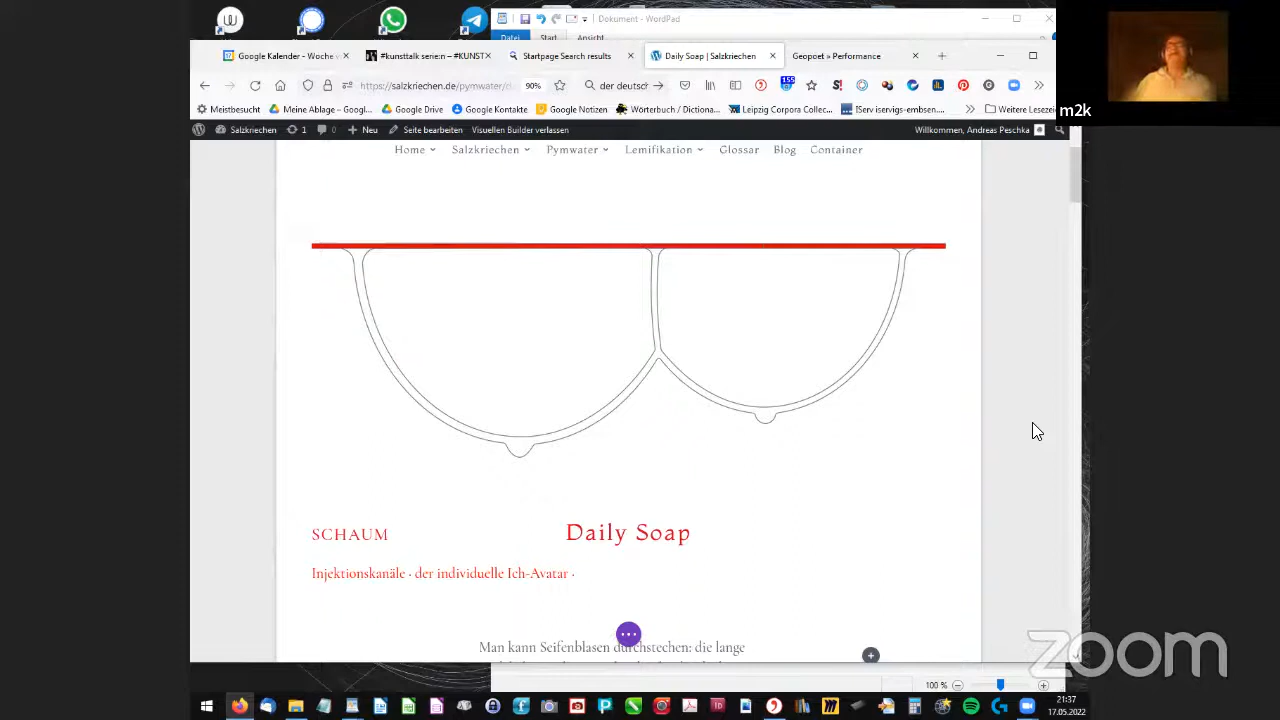 Dokument - WordPad
Datei Start Ansicht
Google Kalender - Woche v
#kunsttalk serien – #KUNST
Startpage Search results
Daily Soap | Salzkriechen
Geopoet » Performance
https://salzkriechen.de/pymwater/d
90%
der deutsch
155
Meistbesucht
Meine Ablage – Googl...
Google Drive
Google Kontakte
Google Notizen
Wörterbuch / Dictiona...
Leipzig Corpora Collec...
IServ iservigs-embsen....
Weitere Lesezei
m2k
Salzkriechen
1
0
Neu
Seite bearbeiten
Visuellen Builder verlassen
Willkommen, Andreas Peschka
Home
Salzkriechen
Pymwater
Lemifikation
Glossar
Blog
Container
SCHAUM
Daily Soap
Injektionskanäle · der individuelle Ich-Avatar ·
Man kann Seifenblasen durchstechen: die lange
zoom
100 %
21:37
17.05.2022